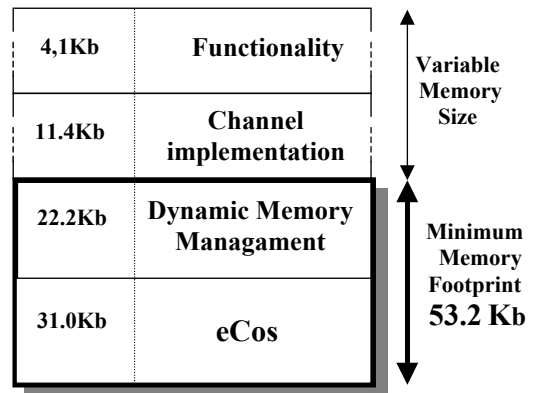 4,1Kb
Functionality
11.4Kb
Channel
implementation
22.2Kb
Dynamic Memory
Managament
31.0Kb
eCos
Variable
Memory
Size
Minimum
Memory
Footprint
53.2 Kb